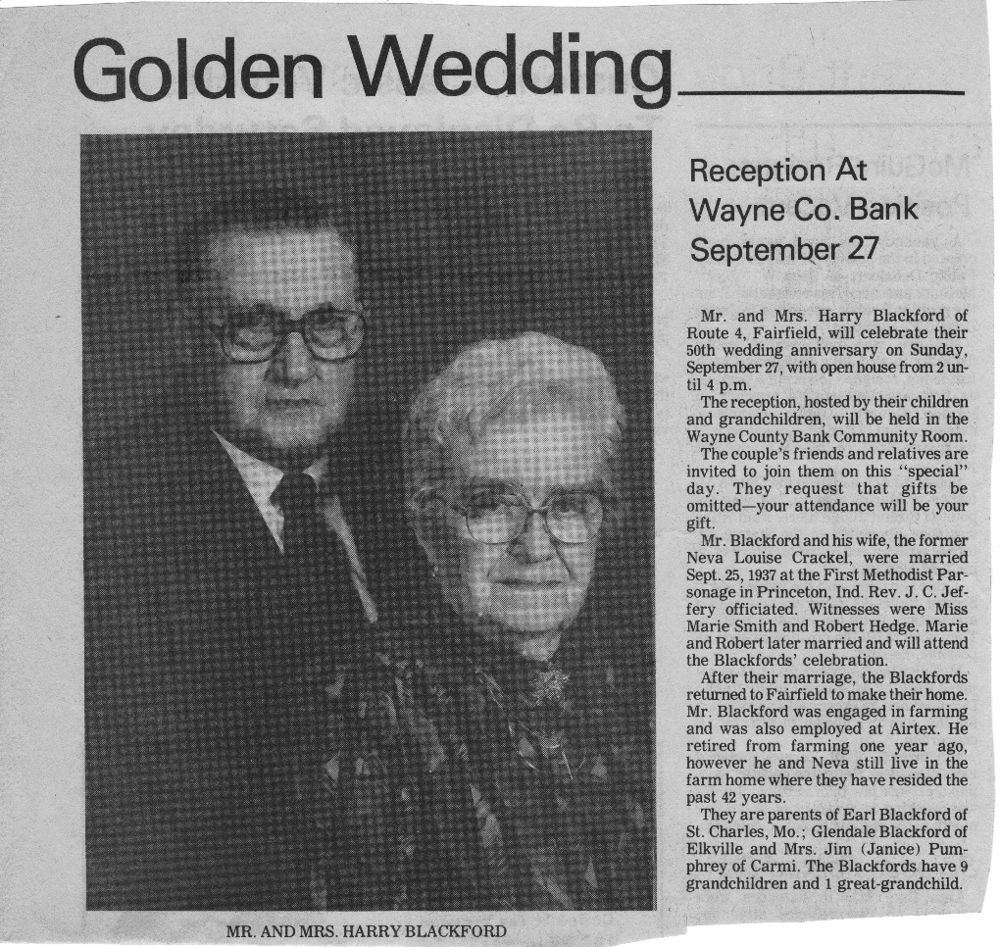 Golden Wedding
Reception At
Wayne Co. Bank
September 27
Mr. and Mrs. Harry Blackford of
Route 4, Fairfield, will celebrate their
50th wedding anniversary on Sunday,
September 27, with open house from 2 un-
til 4 p.m.
The reception, hosted by their children
and grandchildren, will be held in the
Wayne County Bank Community Room.
The couple's friends and relatives are
invited to join them on this "special"
day. They request that gifts be
omitted—your attendance will be your
gift.
Mr. Blackford and his wife, the former
Neva Louise Crackel, were married
Sept. 25, 1937 at the First Methodist Par-
sonage in Princeton, Ind. Rev. J. C. Jef-
fery officiated. Witnesses were Miss
Marie Smith and Robert Hedge. Marie
and Robert later married and will attend
the Blackfords' celebration.
After their marriage, the Blackfords
returned to Fairfield to make their home.
Mr. Blackford was engaged in farming
and was also employed at Airtex. He
retired from farming one year ago,
however he and Neva still live in the
farm home where they have resided the
past 42 years.
They are parents of Earl Blackford of
St. Charles, Mo.; Glendale Blackford of
Elkville and Mrs. Jim (Janice) Pum-
phrey of Carmi. The Blackfords have 9
grandchildren and 1 great-grandchild.
MR. AND MRS. HARRY BLACKFORD